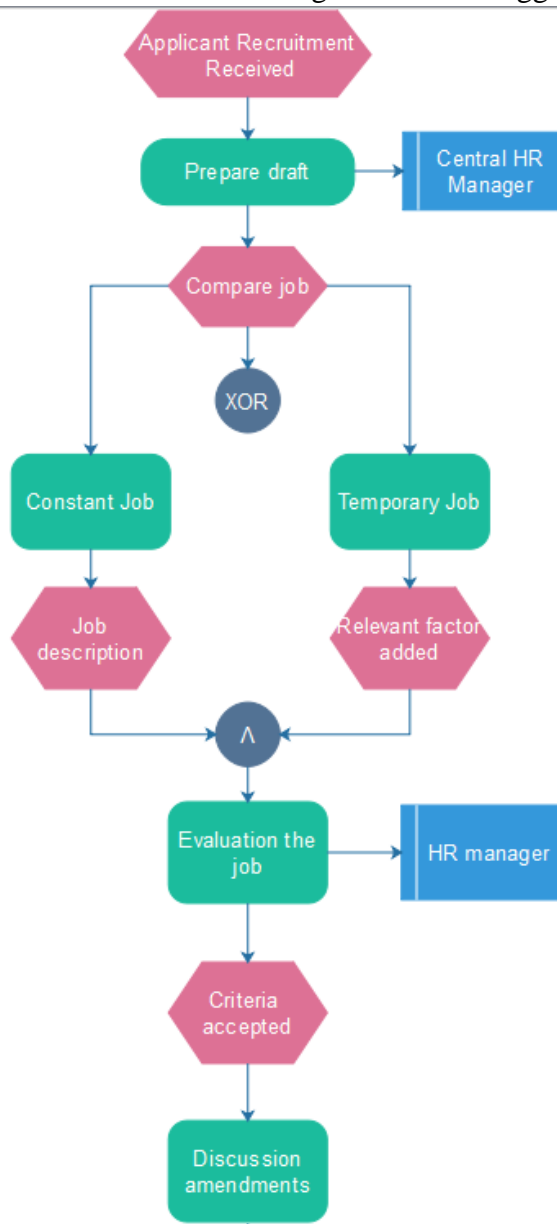 Applicant Recruitment
Received
Prepare draft
Central HR
Manager
Compare job
XOR
Constant Job
Temporary Job
Job
description
Relevant factor
added
Λ
Evaluation the
job
HR manager
Criteria
accepted
Discussion
amendments